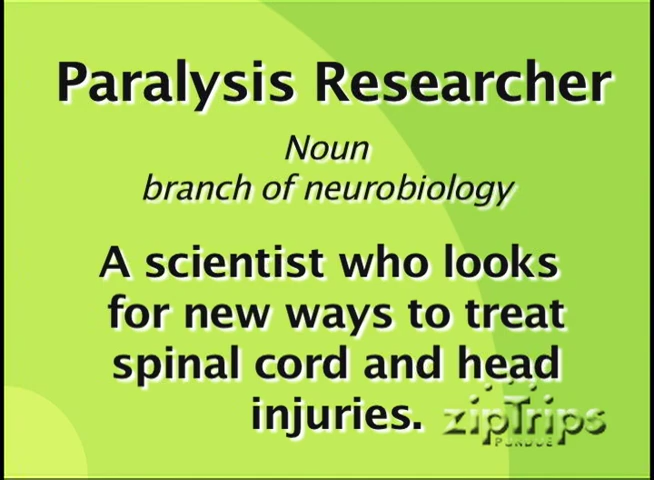 Paralysis Researcher
Noun
branch of neurobiology
A scientist who looks
for new ways to treat
spinal cord and head
injuries.
zipTrips
PURDUE